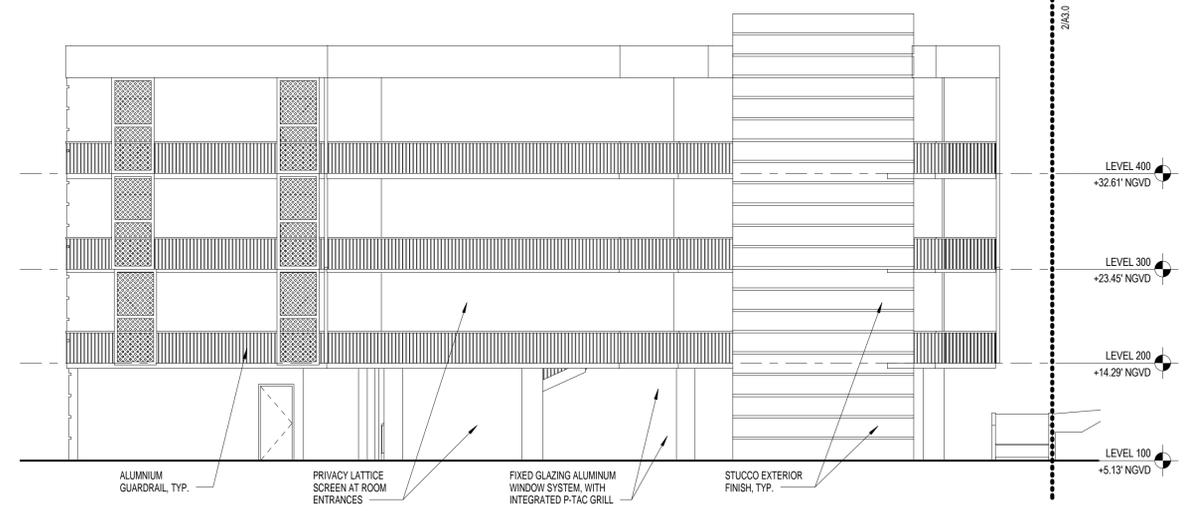 2/A3.0
LEVEL 400
+32.61' NGVD
LEVEL 300
+23.45' NGVD
LEVEL 200
+14.29' NGVD
LEVEL 100
+5.13' NGVD
ALUMNIUM
GUARDRAIL, TYP.
PRIVACY LATTICE
SCREEN AT ROOM
ENTRANCES
FIXED GLAZING ALUMINUM
WINDOW SYSTEM, WITH
INTEGRATED P-TAC GRILL
STUCCO EXTERIOR
FINISH, TYP.